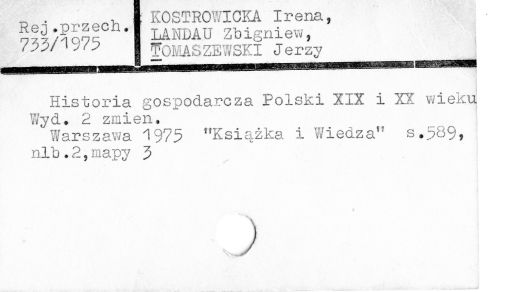 Rej.przech.
733/1975
KOSTROWICKA Irena,
LANDAU Zbigniew,
TOMASZEWSKI Jerzy
Historia gospodarcza Polski XIX i XX wieku
Wyd. 2 zmien.
Warszawa 1975 "Książka i Wiedza" s.589,
nlb.2,mapy 3